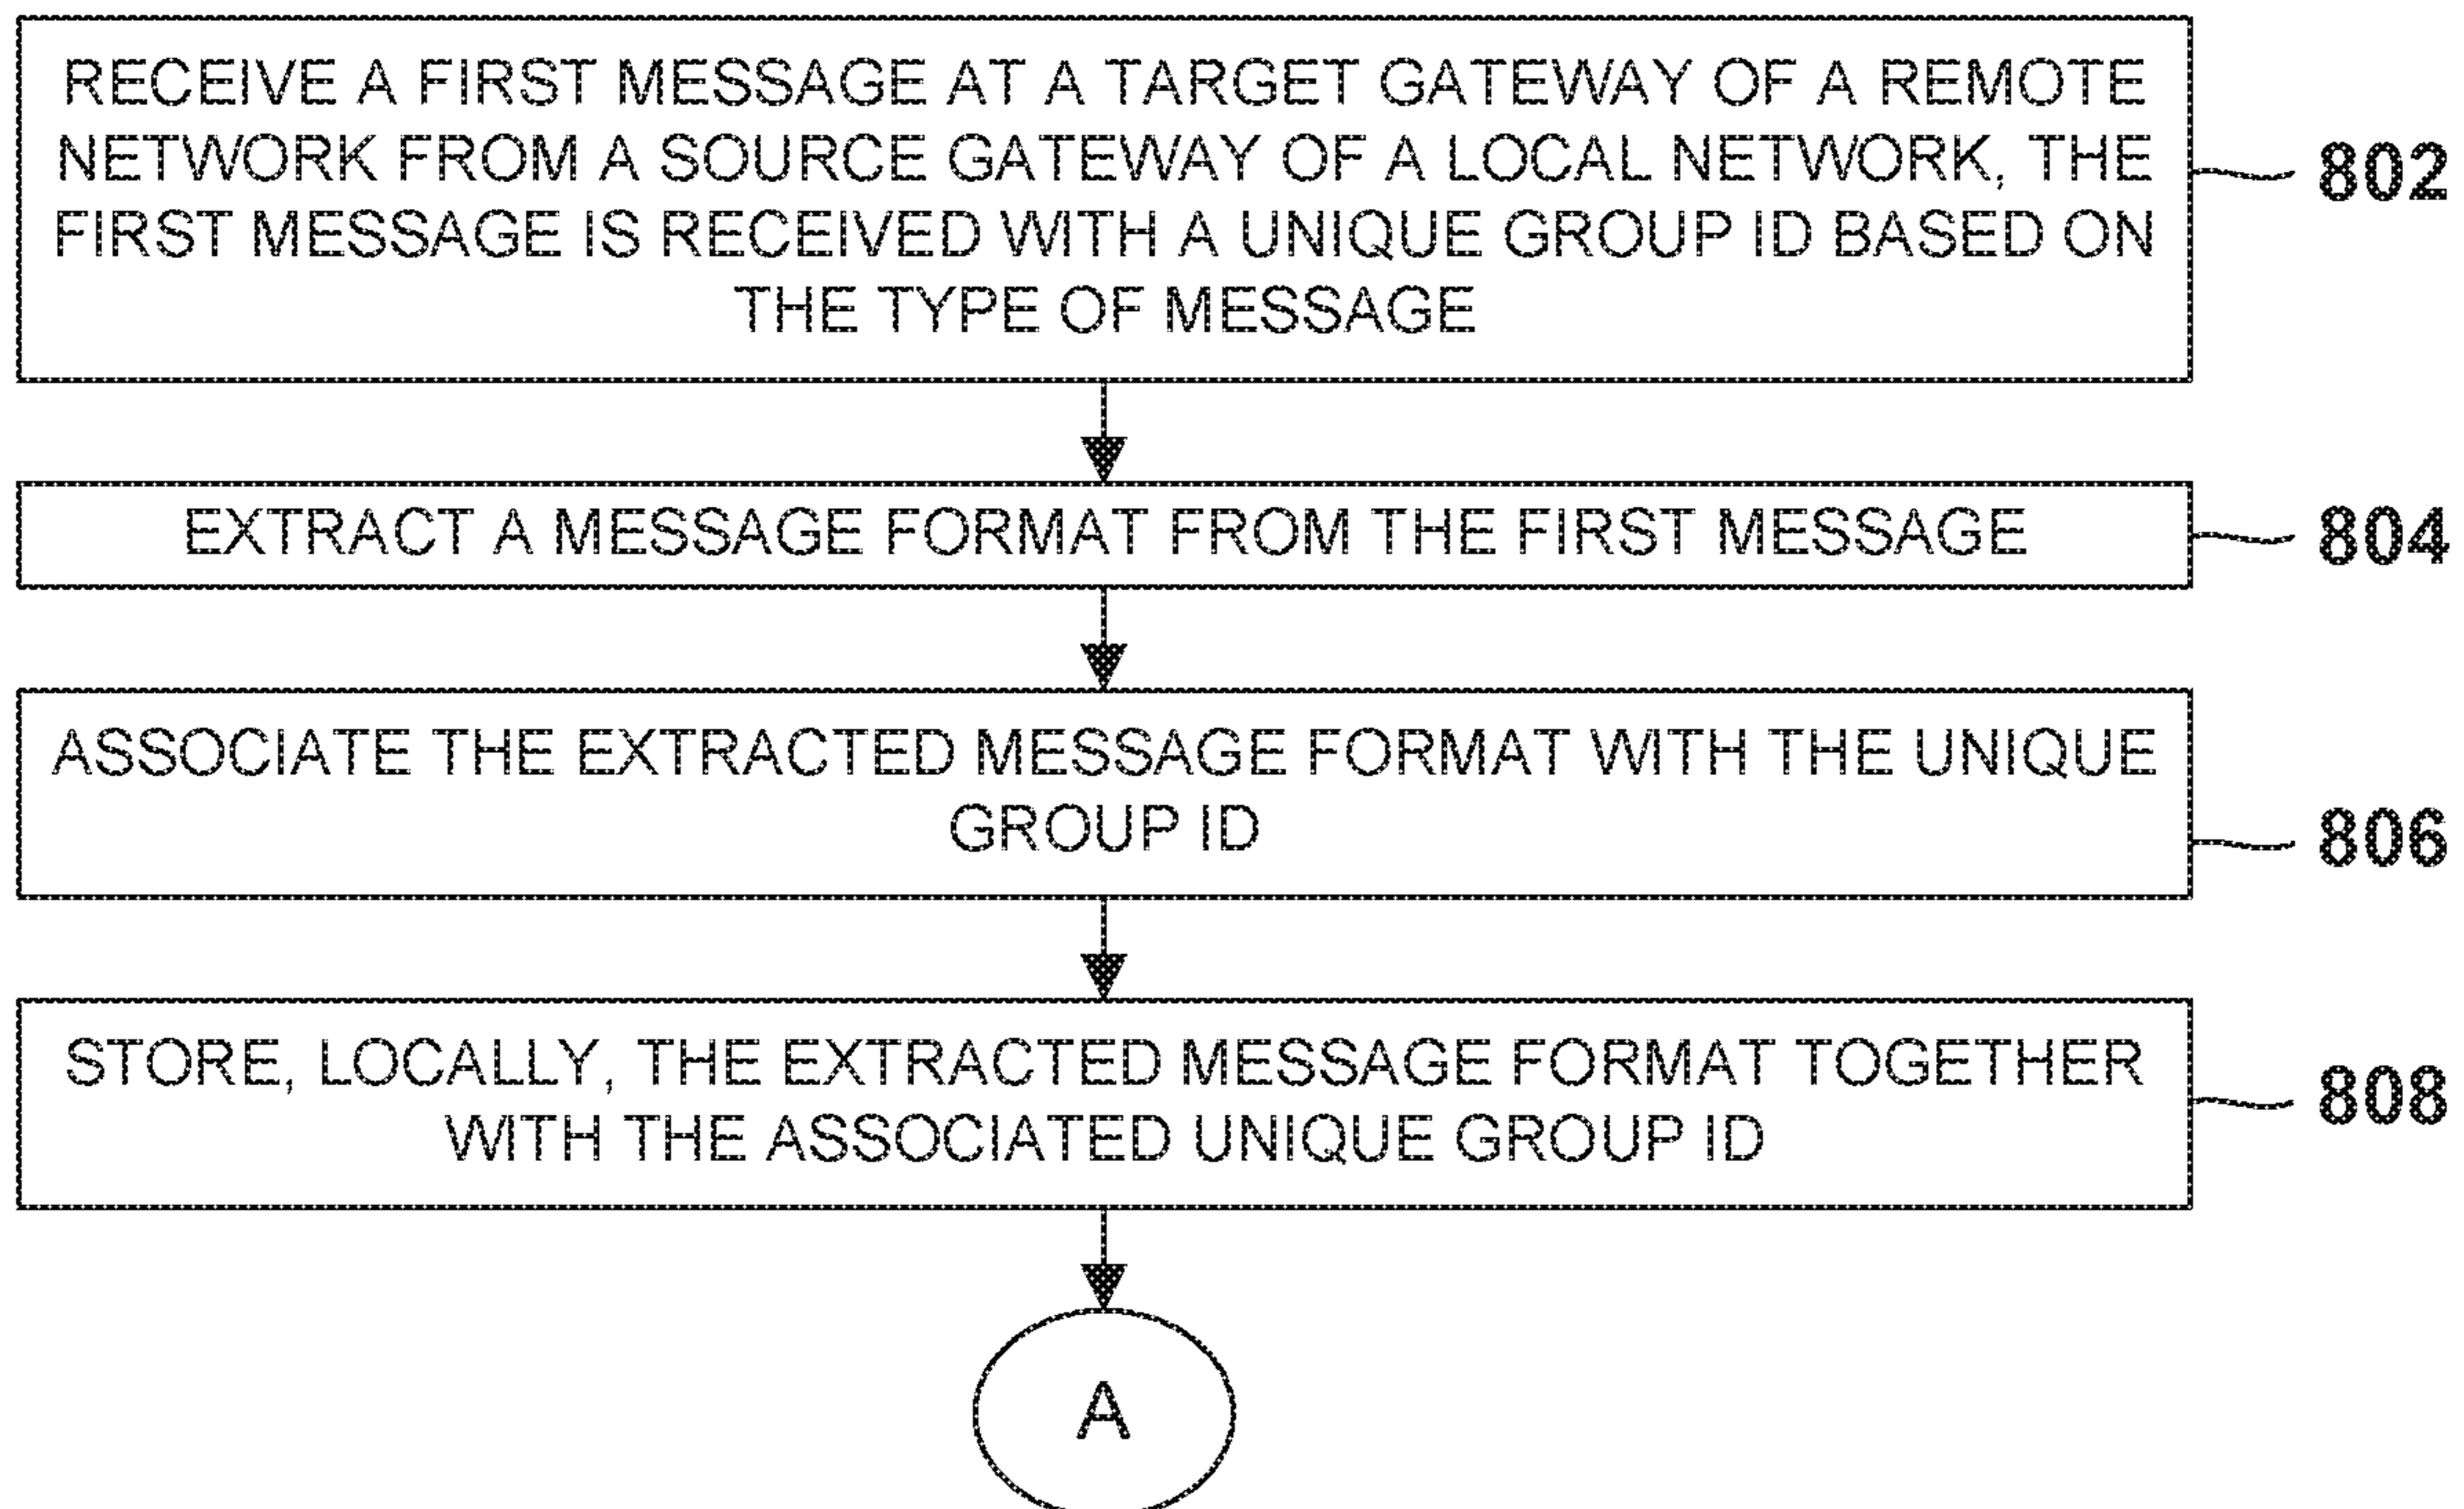 RECEIVE A FIRST MESSAGE AT A TARGET GATEWAY OF A REMOTE
NETWORK FROM A SOURCE GATEWAY OF A LOCAL NETWORK, THE
FIRST MESSAGE IS RECEIVED WITH A UNIQUE GROUP ID BASED ON
THE TYPE OF MESSAGE
802
EXTRACT A MESSAGE FORMAT FROM THE FIRST MESSAGE
804
ASSOCIATE THE EXTRACTED MESSAGE FORMAT WITH THE UNIQUE
GROUP ID
806
STORE, LOCALLY, THE EXTRACTED MESSAGE FORMAT TOGETHER
WITH THE ASSOCIATED UNIQUE GROUP ID
808
A